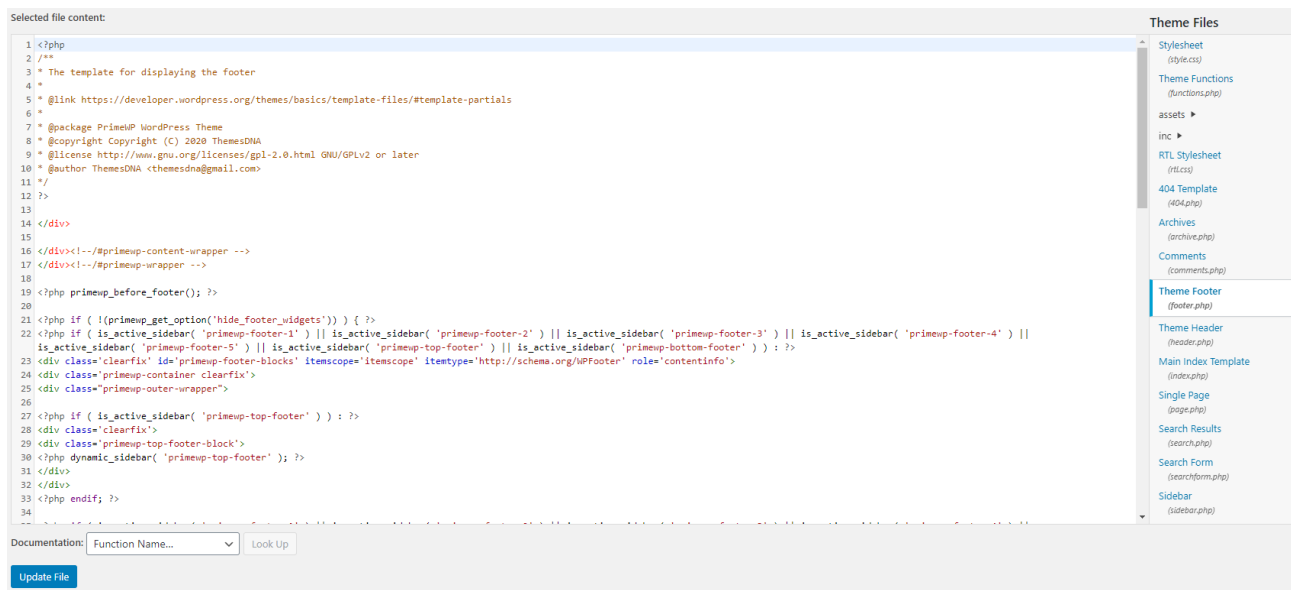 Selected file content:
1 <?php
2 /**
3 * The template for displaying the footer
4 *
5 * @link https://developer.wordpress.org/themes/basics/template-files/#template-partials
6 *
7 * @package PrimeWP WordPress Theme
8 * @copyright Copyright (C) 2020 ThemesDNA
9 * @license http://www.gnu.org/licenses/gpl-2.0.html GNU/GPLv2 or later
10 * @author ThemesDNA <themesdna@gmail.com>
11 */
12 ?>
13
14 </div>
15
16 </div><!--/#primewp-content-wrapper -->
17 </div><!--/#primewp-wrapper -->
18
19 <?php primewp_before_footer(); ?>
20
21 <?php if ( !(primewp_get_option('hide_footer_widgets')) ) { ?>
22 <?php if ( is_active_sidebar( 'primewp-footer-1' ) || is_active_sidebar( 'primewp-footer-2' ) || is_active_sidebar( 'primewp-footer-3' ) || is_active_sidebar( 'primewp-footer-4' ) ||
is_active_sidebar( 'primewp-footer-5' ) || is_active_sidebar( 'primewp-top-footer' ) || is_active_sidebar( 'primewp-bottom-footer' ) ) : ?>
23 <div class='clearfix' id='primewp-footer-blocks' itemscope='itemscope' itemtype='http://schema.org/WPFooter' role='contentinfo'>
24 <div class='primewp-container clearfix'>
25 <div class="primewp-outer-wrapper">
26
27 <?php if ( is_active_sidebar( 'primewp-top-footer' ) ) : ?>
28 <div class='clearfix'>
29 <div class='primewp-top-footer-block'>
30 <?php dynamic_sidebar( 'primewp-top-footer' ); ?>
31 </div>
32 </div>
33 <?php endif; ?>
34
Documentation: Function Name... Look Up
Update File
Theme Files
Stylesheet
(style.css)
Theme Functions
(functions.php)
assets
inc
RTL Stylesheet
(rtl.css)
404 Template
(404.php)
Archives
(archive.php)
Comments
(comments.php)
Theme Footer
(footer.php)
Theme Header
(header.php)
Main Index Template
(index.php)
Single Page
(page.php)
Search Results
(search.php)
Search Form
(searchform.php)
Sidebar
(sidebar.php)